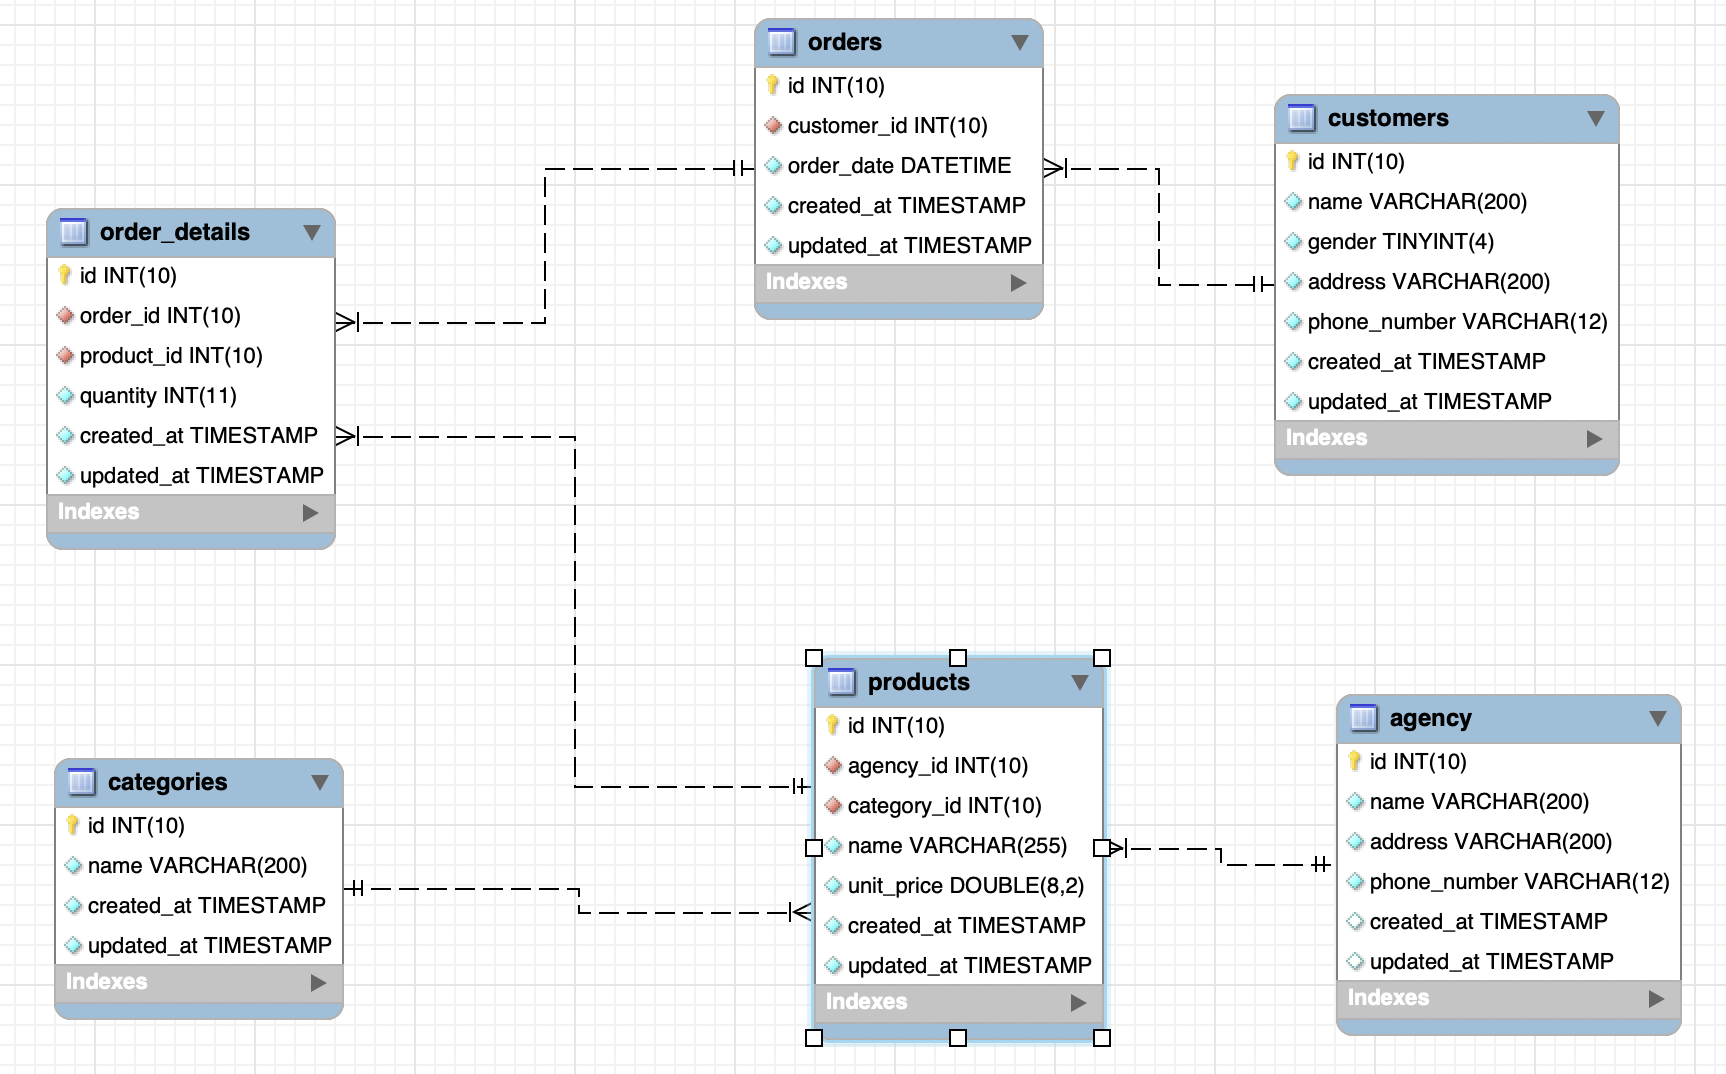 orders
id INT(10)
customer_id INT(10)
order_date DATETIME
created_at TIMESTAMP
updated_at TIMESTAMP
Indexes
customers
id INT(10)
name VARCHAR(200)
gender TINYINT(4)
address VARCHAR(200)
phone_number VARCHAR(12)
created_at TIMESTAMP
updated_at TIMESTAMP
Indexes
order_details
id INT(10)
order_id INT(10)
product_id INT(10)
quantity INT(11)
created_at TIMESTAMP
updated_at TIMESTAMP
Indexes
products
id INT(10)
agency_id INT(10)
category_id INT(10)
name VARCHAR(255)
unit_price DOUBLE(8,2)
created_at TIMESTAMP
updated_at TIMESTAMP
Indexes
agency
id INT(10)
name VARCHAR(200)
address VARCHAR(200)
phone_number VARCHAR(12)
created_at TIMESTAMP
updated_at TIMESTAMP
Indexes
categories
id INT(10)
name VARCHAR(200)
created_at TIMESTAMP
updated_at TIMESTAMP
Indexes